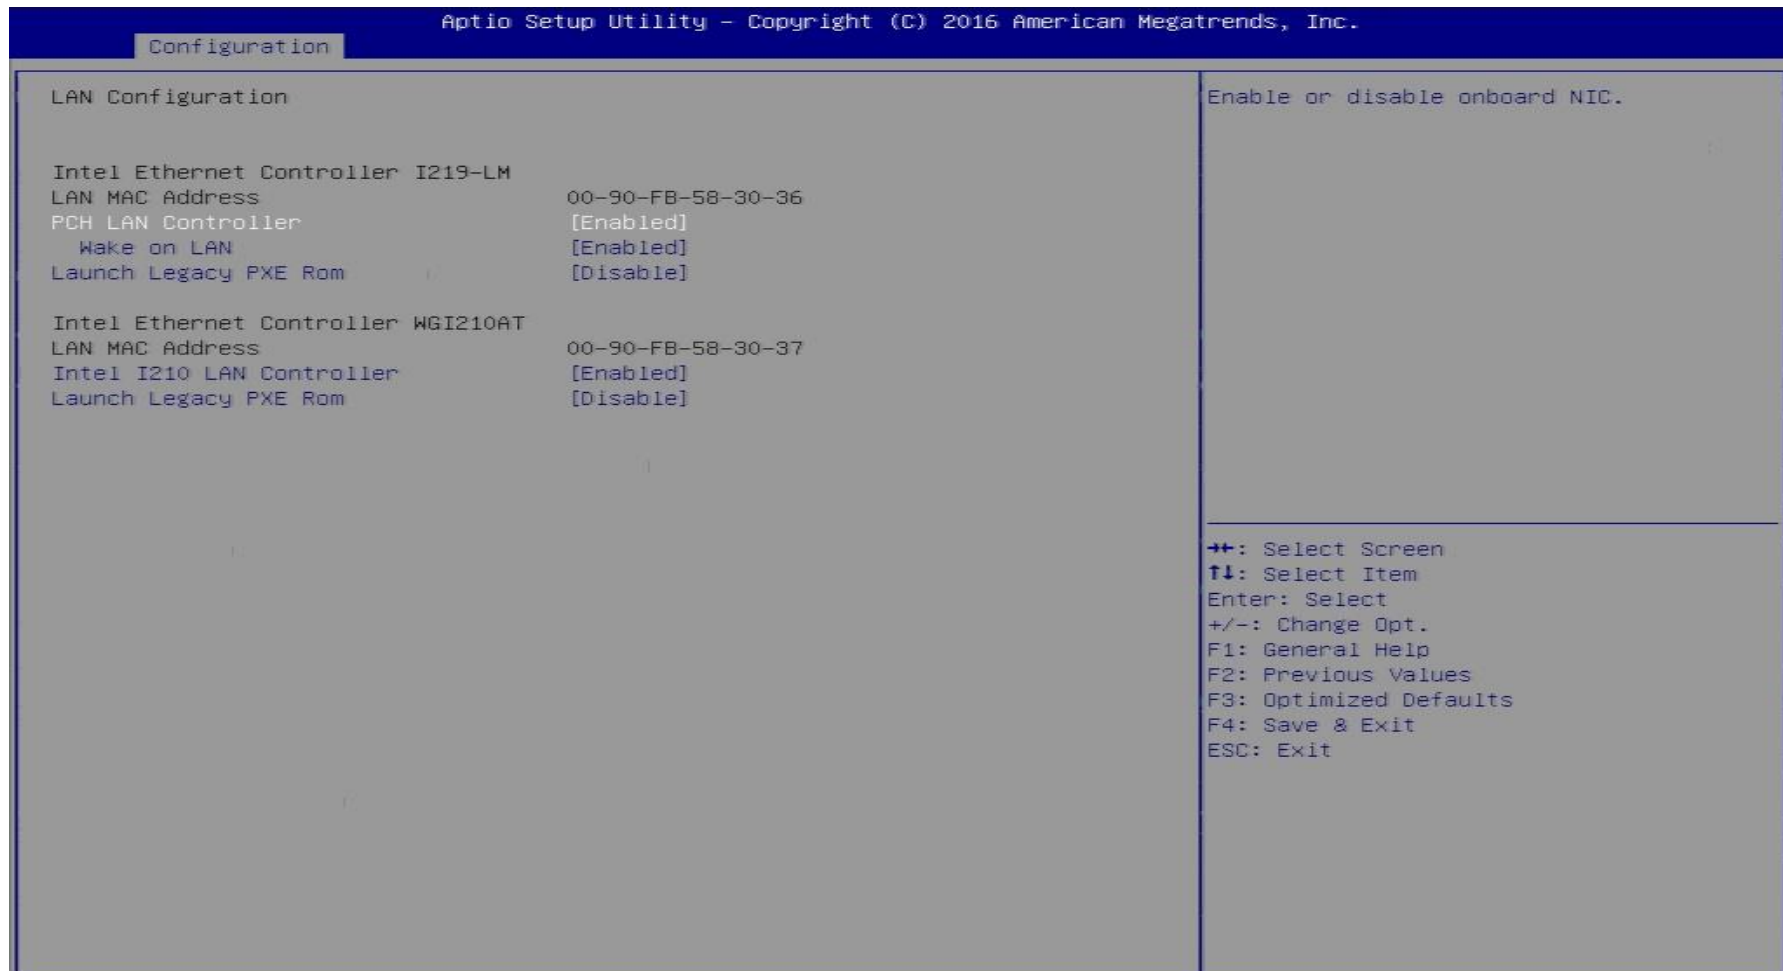 Aptio Setup Utility – Copyright (C) 2016 American Megatrends, Inc.
Configuration
LAN Configuration
Intel Ethernet Controller I219-LM
LAN MAC Address 00-90-FB-58-30-36
PCH LAN Controller [Enabled]
Wake on LAN [Enabled]
Launch Legacy PXE Rom [Disable]
Intel Ethernet Controller WGI210AT
LAN MAC Address 00-90-FB-58-30-37
Intel I210 LAN Controller [Enabled]
Launch Legacy PXE Rom [Disable]
Enable or disable onboard NIC.
→←: Select Screen
↑↓: Select Item
Enter: Select
+/-: Change Opt.
F1: General Help
F2: Previous Values
F3: Optimized Defaults
F4: Save & Exit
ESC: Exit